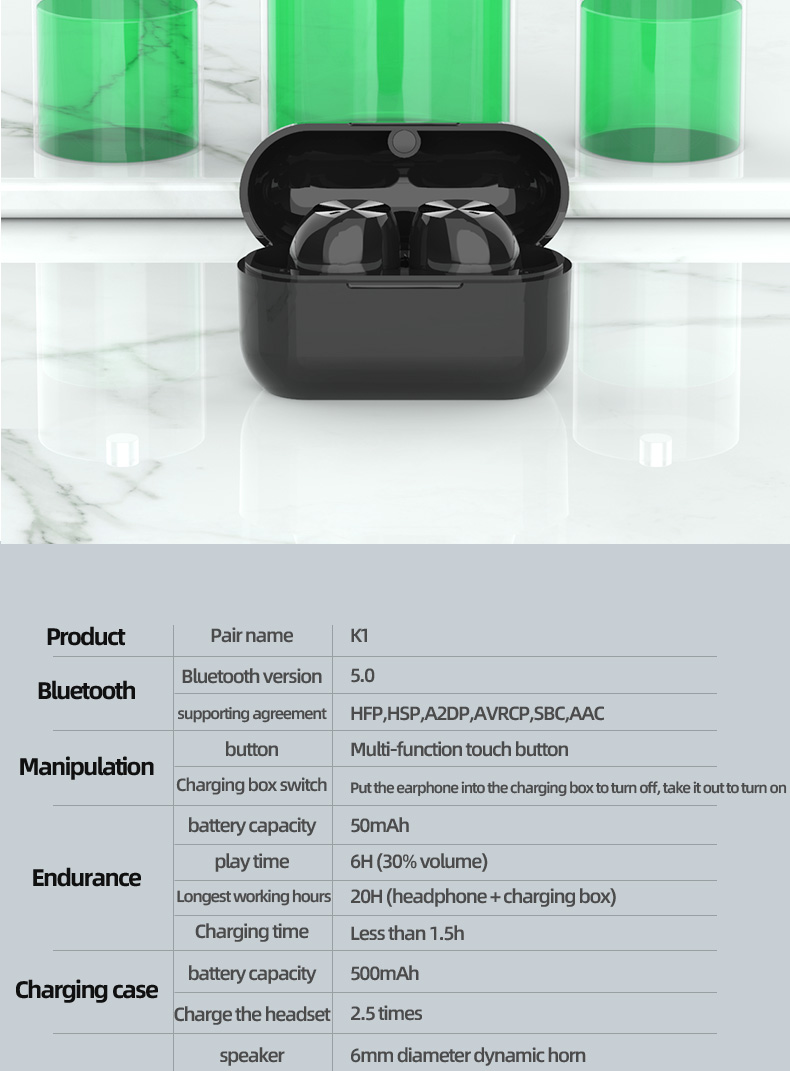 Product
Pair name
K1
Bluetooth
Bluetooth version
5.0
supporting agreement
HFP,HSP,A2DP,AVRCP,SBC,AAC
Manipulation
button
Multi-function touch button
Charging box switch
Put the earphone into the charging box to turn off, take it out to turn on
Endurance
battery capacity
50mAh
play time
6H (30% volume)
Longest working hours
20H (headphone + charging box)
Charging time
Less than 1.5h
Charging case
battery capacity
500mAh
Charge the headset
2.5 times
speaker
6mm diameter dynamic horn